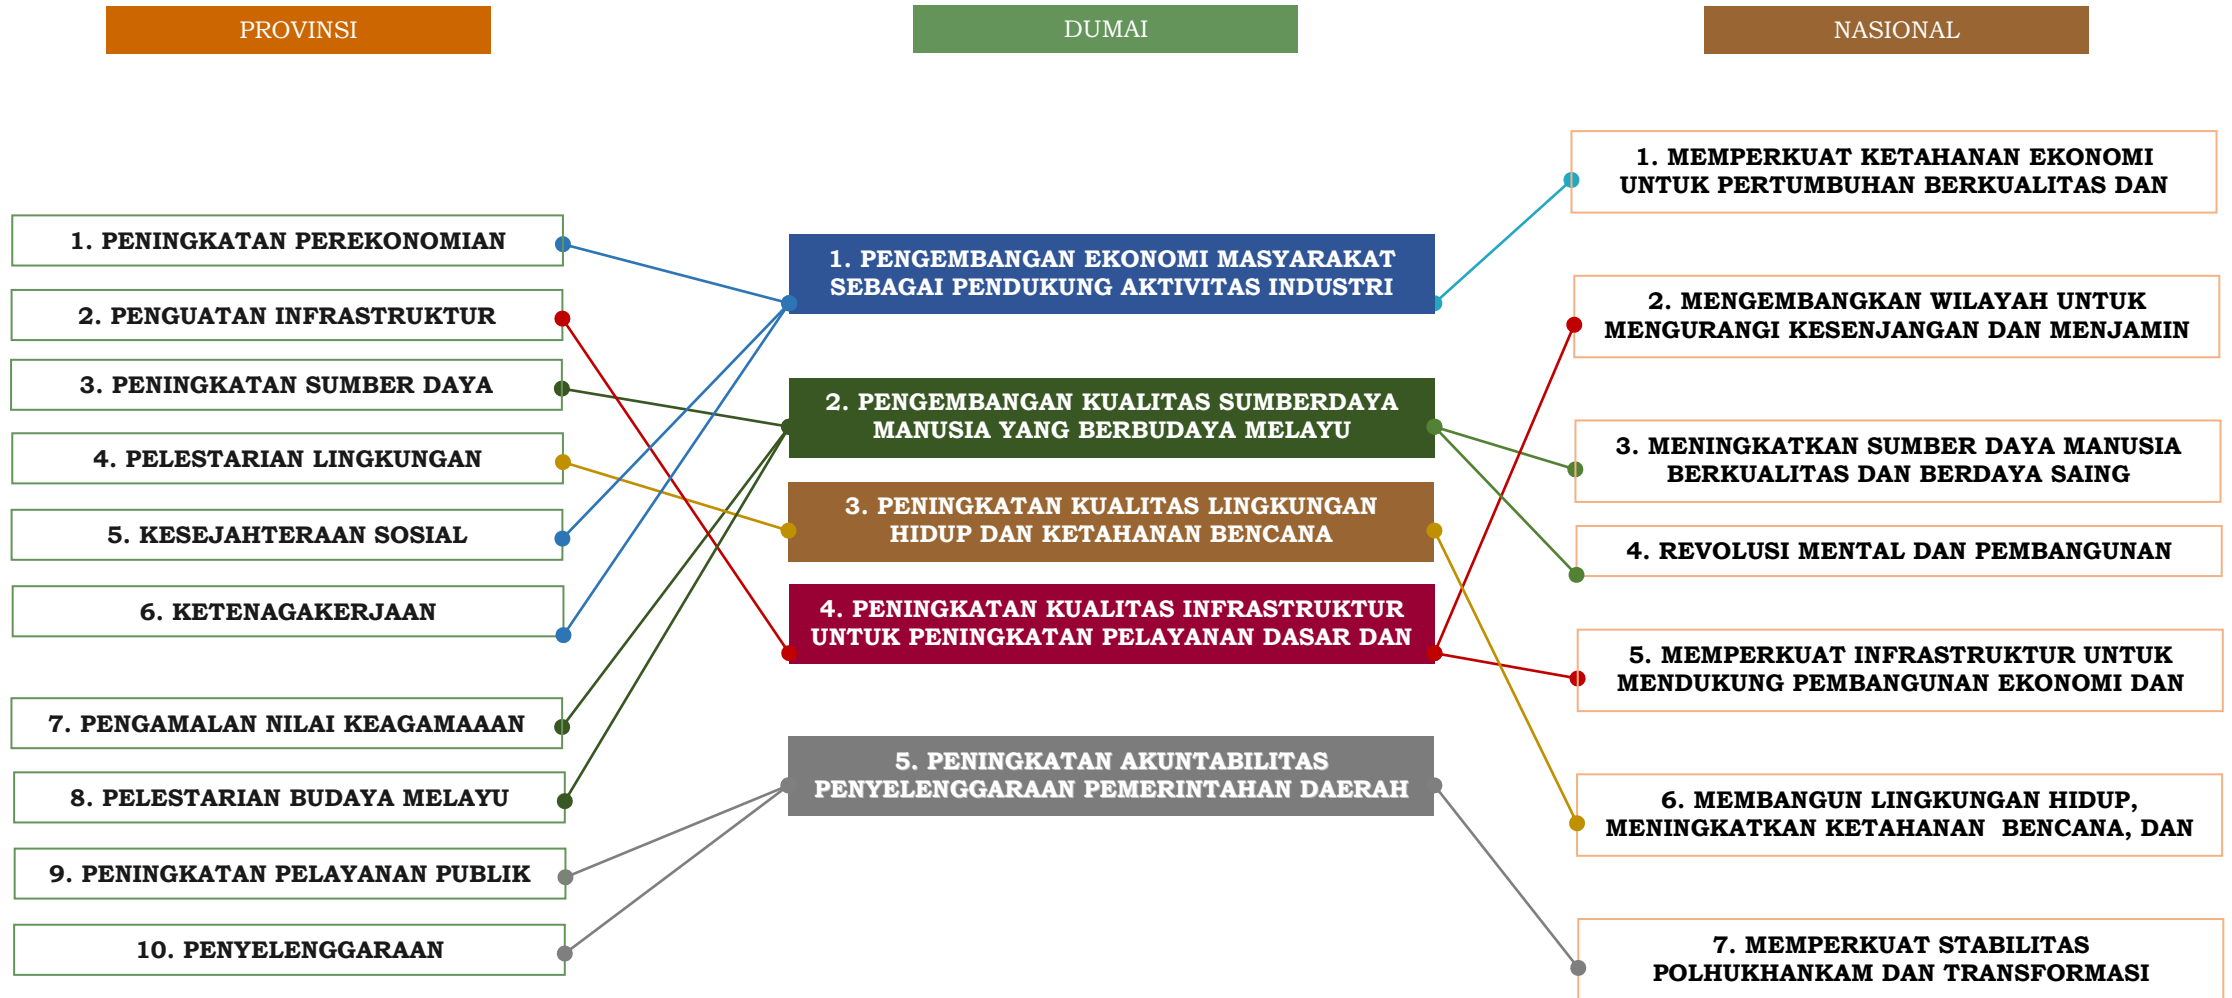 PROVINSI
DUMAI
NASIONAL
1. PENINGKATAN PEREKONOMIAN
2. PENGUATAN INFRASTRUKTUR
3. PENINGKATAN SUMBER DAYA
4. PELESTARIAN LINGKUNGAN
5. KESEJAHTERAAN SOSIAL
6. KETENAGAKERJAAN
7. PENGAMALAN NILAI KEAGAMAAAN
8. PELESTARIAN BUDAYA MELAYU
9. PENINGKATAN PELAYANAN PUBLIK
10. PENYELENGGARAAN
1. PENGEMBANGAN EKONOMI MASYARAKAT
SEBAGAI PENDUKUNG AKTIVITAS INDUSTRI
2. PENGEMBANGAN KUALITAS SUMBERDAYA
MANUSIA YANG BERBUDAYA MELAYU
3. PENINGKATAN KUALITAS LINGKUNGAN
HIDUP DAN KETAHANAN BENCANA
4. PENINGKATAN KUALITAS INFRASTRUKTUR
UNTUK PENINGKATAN PELAYANAN DASAR DAN
5. PENINGKATAN AKUNTABILITAS
PENYELENGGARAAN PEMERINTAHAN DAERAH
1. MEMPERKUAT KETAHANAN EKONOMI
UNTUK PERTUMBUHAN BERKUALITAS DAN
2. MENGEMBANGKAN WILAYAH UNTUK
MENGURANGI KESENJANGAN DAN MENJAMIN
3. MENINGKATKAN SUMBER DAYA MANUSIA
BERKUALITAS DAN BERDAYA SAING
4. REVOLUSI MENTAL DAN PEMBANGUNAN
5. MEMPERKUAT INFRASTRUKTUR UNTUK
MENDUKUNG PEMBANGUNAN EKONOMI DAN
6. MEMBANGUN LINGKUNGAN HIDUP,
MENINGKATKAN KETAHANAN BENCANA, DAN
7. MEMPERKUAT STABILITAS
POLHUKHANKAM DAN TRANSFORMASI